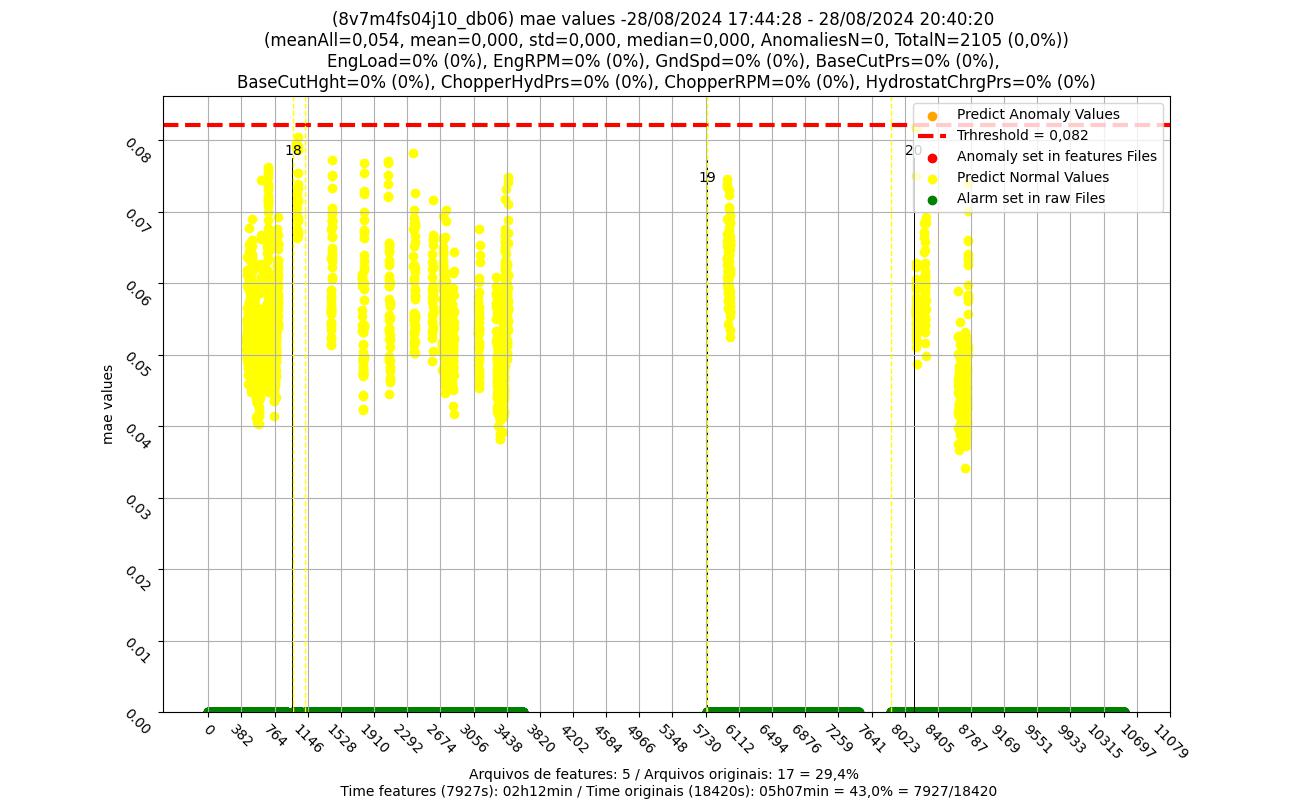 (8v7m4fs04j10_db06) mae values -28/08/2024 17:44:28 - 28/08/2024 20:40:20
(meanAll=0,054, mean=0,000, std=0,000, median=0,000, AnomaliesN=0, TotalN=2105 (0,0%))
EngLoad=0% (0%), EngRPM=0% (0%), GndSpd=0% (0%), BaseCutPrs=0% (0%),
BaseCutHght=0% (0%), ChopperHydPrs=0% (0%), ChopperRPM=0% (0%), HydrostatChrgPrs=0% (0%)
Predict Anomaly Values
Trhreshold = 0,082
Anomaly set in features Files
Predict Normal Values
Alarm set in raw Files
18
19
20
mae values
0.08
0.07
0.06
0.05
0.04
0.03
0.02
0.01
0.00
0 382 764 1146 1528 1910 2292 2674 3056 3438 3820 4202 4584 4966 5348 5730 6112 6494 6876 7259 7641 8023 8405 8787 9169 9551 9933 10315 10697 11079
Arquivos de features: 5 / Arquivos originais: 17 = 29,4%
Time features (7927s): 02h12min / Time originais (18420s): 05h07min = 43,0% = 7927/18420